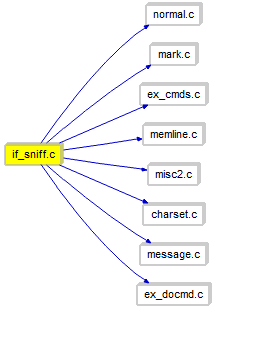 normal.c
mark.c
ex_cmds.c
memline.c
if_sniff.c
misc2.c
charset.c
message.c
ex_docmd.c